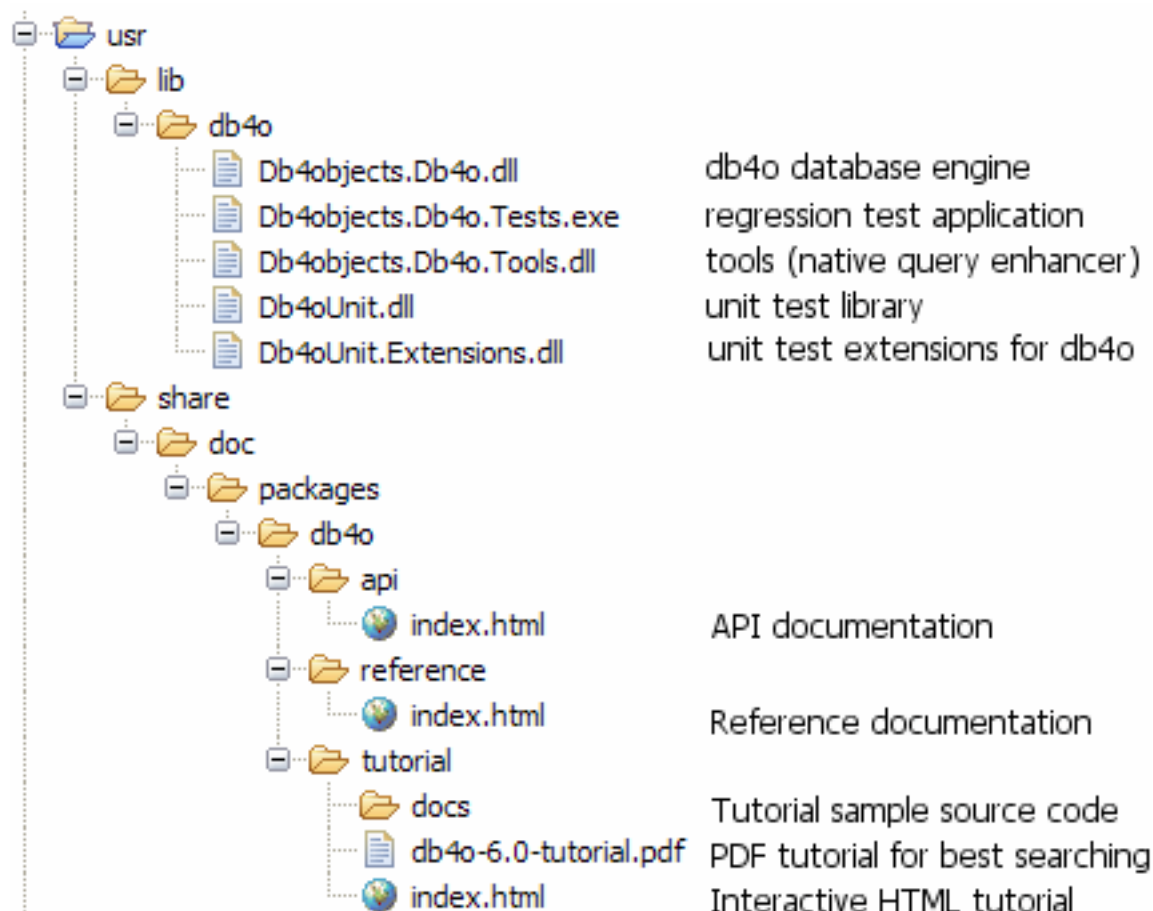 usr
lib
db4o
Db4objects.Db4o.dll db4o database engine
Db4objects.Db4o.Tests.exe regression test application
Db4objects.Db4o.Tools.dll tools (native query enhancer)
Db4oUnit.dll unit test library
Db4oUnit.Extensions.dll unit test extensions for db4o
share
doc
packages
db4o
api
index.html API documentation
reference
index.html Reference documentation
tutorial
docs Tutorial sample source code
db4o-6.0-tutorial.pdf PDF tutorial for best searching
index.html Interactive HTML tutorial